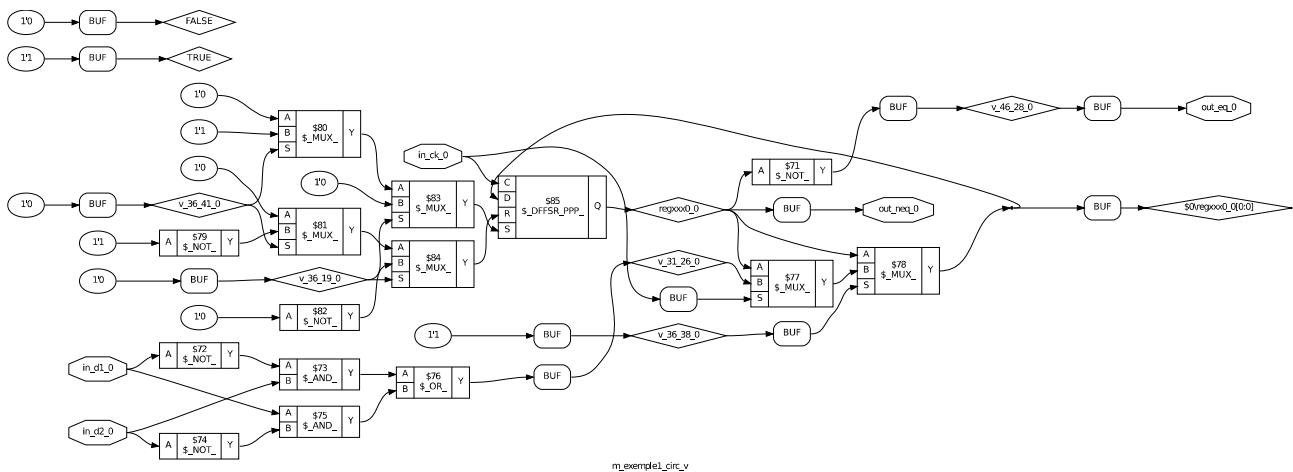 1'0 BUF FALSE
1'1 BUF TRUE
1'0
A B S $80 $_MUX_ Y
1'1
1'0
1'0 BUF v_36_41_0
A B S $81 $_MUX_ Y
1'1 A $79 $_NOT_ Y
1'0 BUF v_36_19_0
1'0 A $82 $_NOT_ Y
1'0
A B S $83 $_MUX_ Y
A B S $84 $_MUX_ Y
in_ck_0
C D R S $85 $_DFFSR_PPP_ Q
regxxx0_0
A $71 $_NOT_ Y
BUF v_46_28_0 BUF out_eq_0
BUF out_neq_0
v_31_26_0
A B S $77 $_MUX_ Y
BUF
A B S $78 $_MUX_ Y
BUF $0\regxxx0_0[0:0]
1'1 BUF v_36_38_0 BUF
in_d1_0 A $72 $_NOT_ Y
A B $73 $_AND_ Y
A B $76 $_OR_ Y
BUF
A B $75 $_AND_ Y
in_d2_0 A $74 $_NOT_ Y
m_exemple1_circ_v